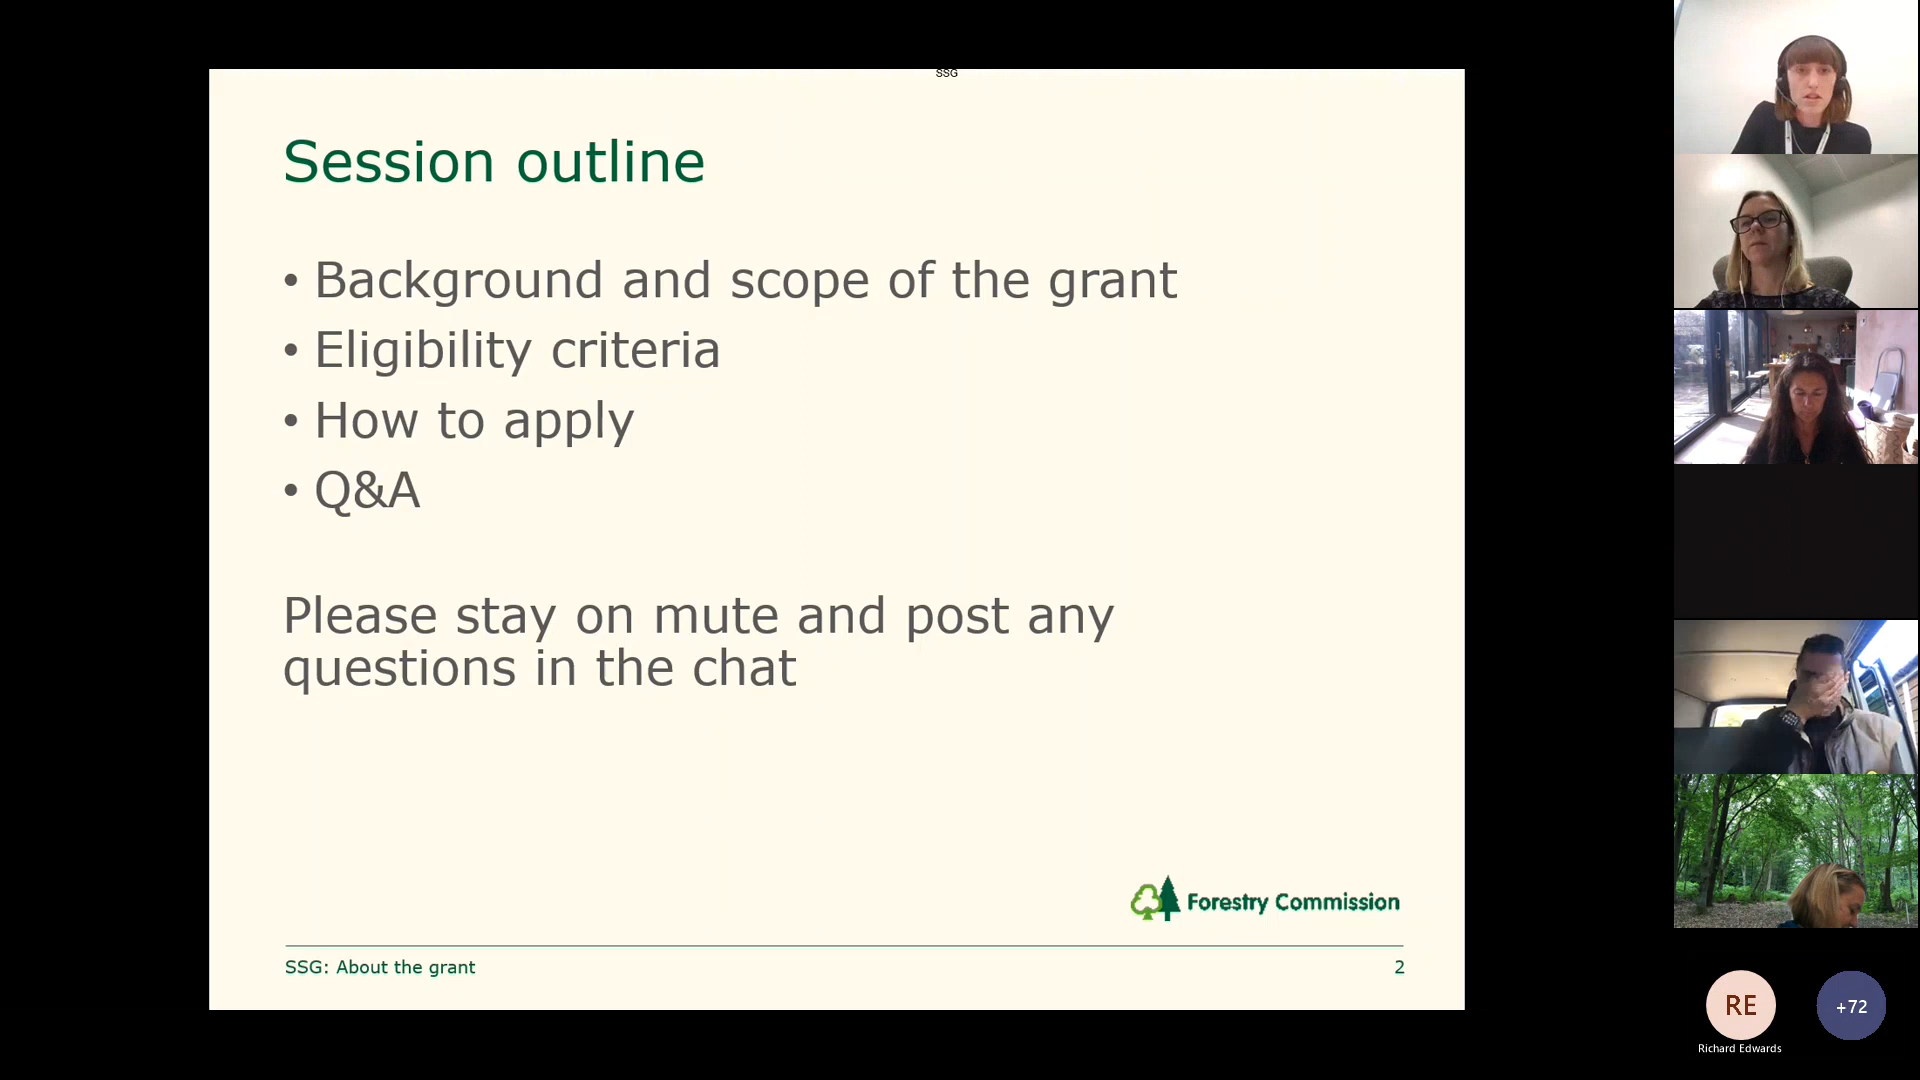 SSG
Session outline
• Background and scope of the grant
• Eligibility criteria
• How to apply
• Q&A
Please stay on mute and post any
questions in the chat
Forestry Commission
SSG: About the grant
2
RE
+72
Richard Edwards